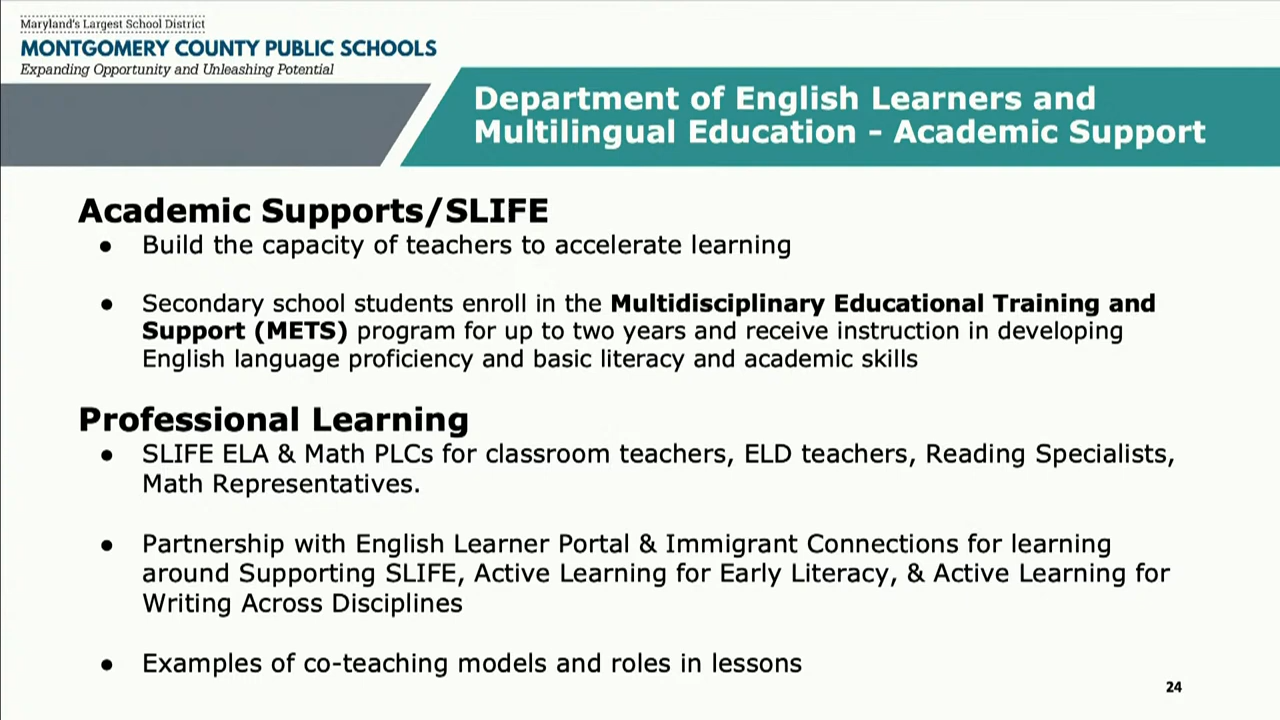 Maryland's Largest School District
MONTGOMERY COUNTY PUBLIC SCHOOLS
Expanding Opportunity and Unleashing Potential
Department of English Learners and
Multilingual Education - Academic Support
Academic Supports/SLIFE
● Build the capacity of teachers to accelerate learning
● Secondary school students enroll in the Multidisciplinary Educational Training and
Support (METS) program for up to two years and receive instruction in developing
English language proficiency and basic literacy and academic skills
Professional Learning
● SLIFE ELA & Math PLCs for classroom teachers, ELD teachers, Reading Specialists,
Math Representatives.
● Partnership with English Learner Portal & Immigrant Connections for learning
around Supporting SLIFE, Active Learning for Early Literacy, & Active Learning for
Writing Across Disciplines
● Examples of co-teaching models and roles in lessons
24